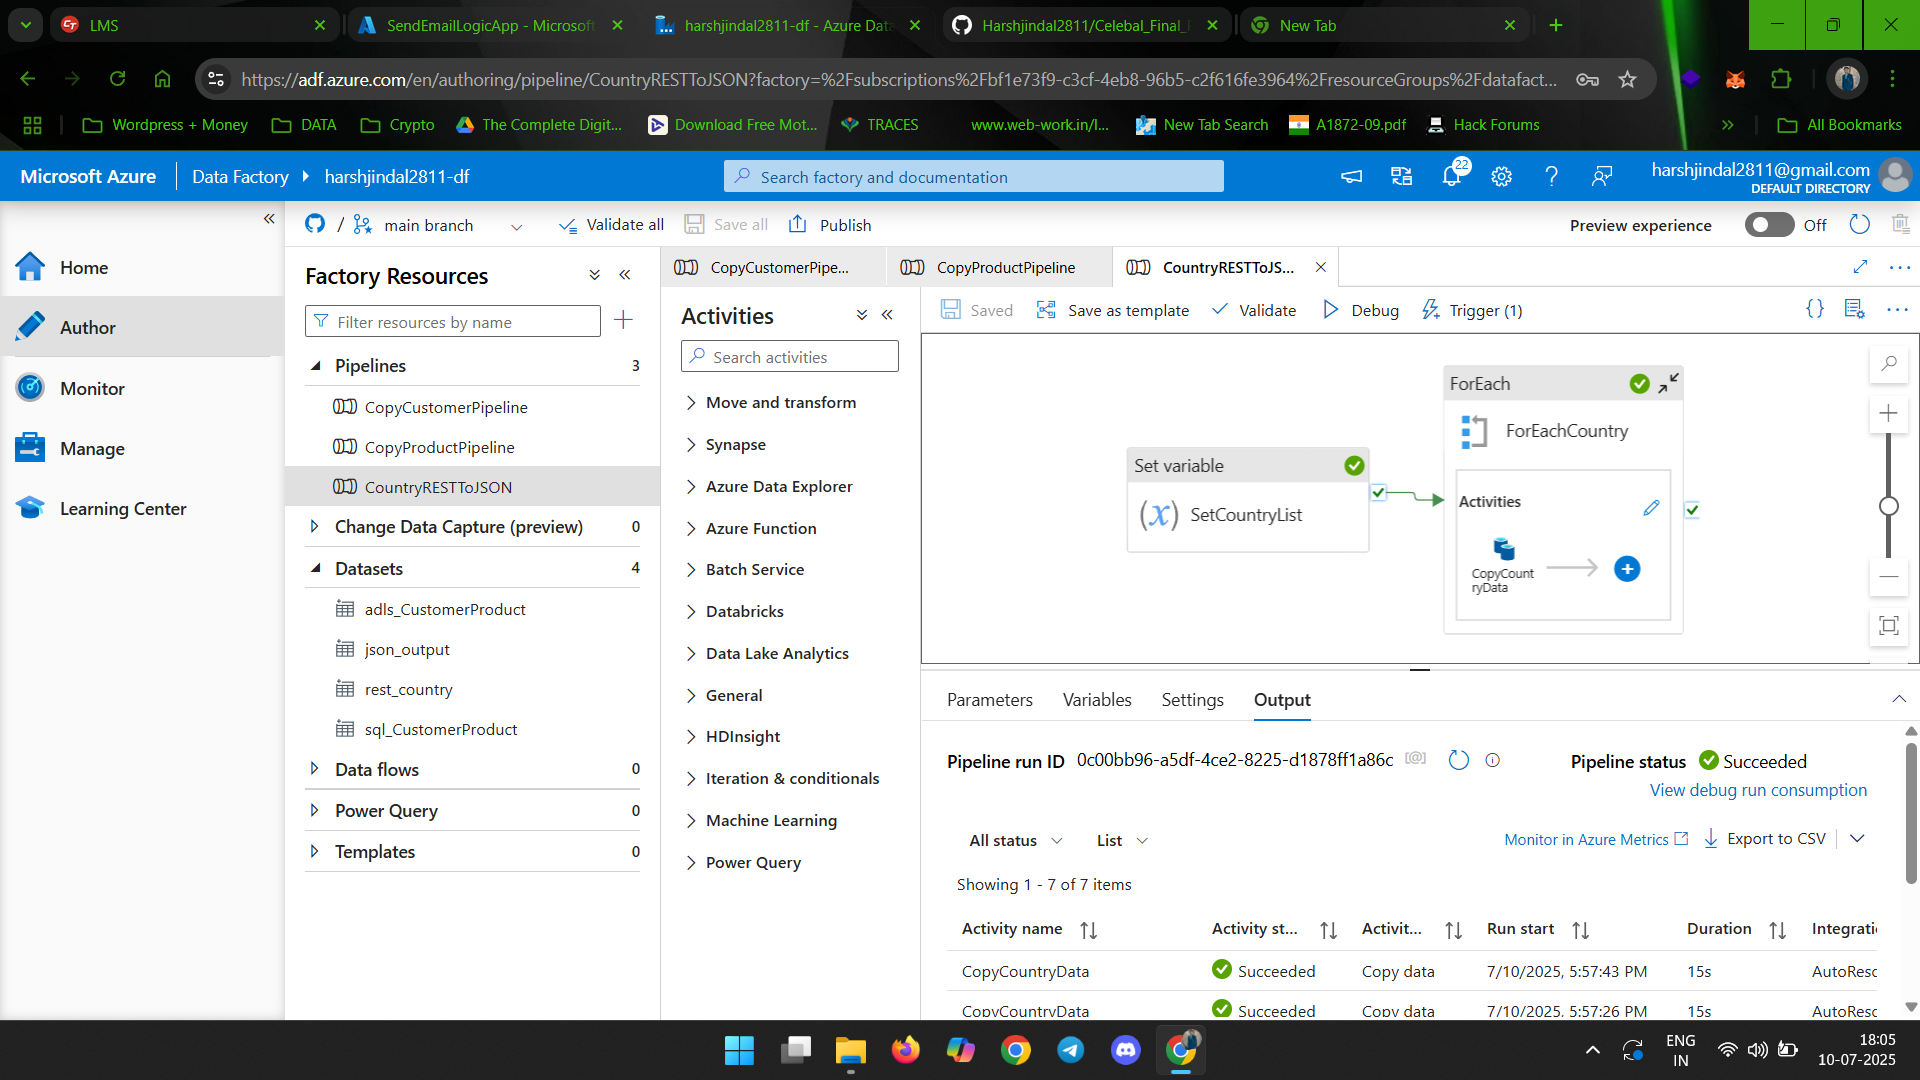 LMS
SendEmailLogicApp - Microsoft
harshjindal2811-df - Azure Data
Harshjindal2811/Celebal_Final_
New Tab
https://adf.azure.com/en/authoring/pipeline/CountryRESTToJSON?factory=%2Fsubscriptions%2Fbf1e73f9-c3cf-4eb8-96b5-c2f616fe3964%2FresourceGroups%2Fdatafact...
Wordpress + Money
DATA
Crypto
The Complete Digit...
Download Free Mot...
TRACES
www.web-work.in/l...
New Tab Search
A1872-09.pdf
Hack Forums
All Bookmarks
Microsoft Azure
Data Factory
harshjindal2811-df
Search factory and documentation
22
harshjindal2811@gmail.com
DEFAULT DIRECTORY
/ main branch
Validate all
Save all
Publish
Preview experience
Off
Home
Author
Monitor
Manage
Learning Center
Factory Resources
Filter resources by name
Pipelines 3
CopyCustomerPipeline
CopyProductPipeline
CountryRESTToJSON
Change Data Capture (preview) 0
Datasets 4
adls_CustomerProduct
json_output
rest_country
sql_CustomerProduct
Data flows 0
Power Query 0
Templates 0
CopyCustomerPipe...
CopyProductPipeline
CountryRESTToJS...
Activities
Search activities
Move and transform
Synapse
Azure Data Explorer
Azure Function
Batch Service
Databricks
Data Lake Analytics
General
HDInsight
Iteration & conditionals
Machine Learning
Power Query
Saved
Save as template
Validate
Debug
Trigger (1)
{}
Set variable
(x) SetCountryList
ForEach
ForEachCountry
Activities
CopyCount
ryData
Parameters
Variables
Settings
Output
Pipeline run ID 0c00bb96-a5df-4ce2-8225-d1878ff1a86c
Pipeline status Succeeded
View debug run consumption
All status
List
Monitor in Azure Metrics
Export to CSV
Showing 1 - 7 of 7 items
Activity name Activity st... Activit... Run start Duration Integrati
CopyCountryData Succeeded Copy data 7/10/2025, 5:57:43 PM 15s AutoResc
CopyCountryData Succeeded Copy data 7/10/2025, 5:57:26 PM 15s AutoResc
ENG
IN
18:05
10-07-2025